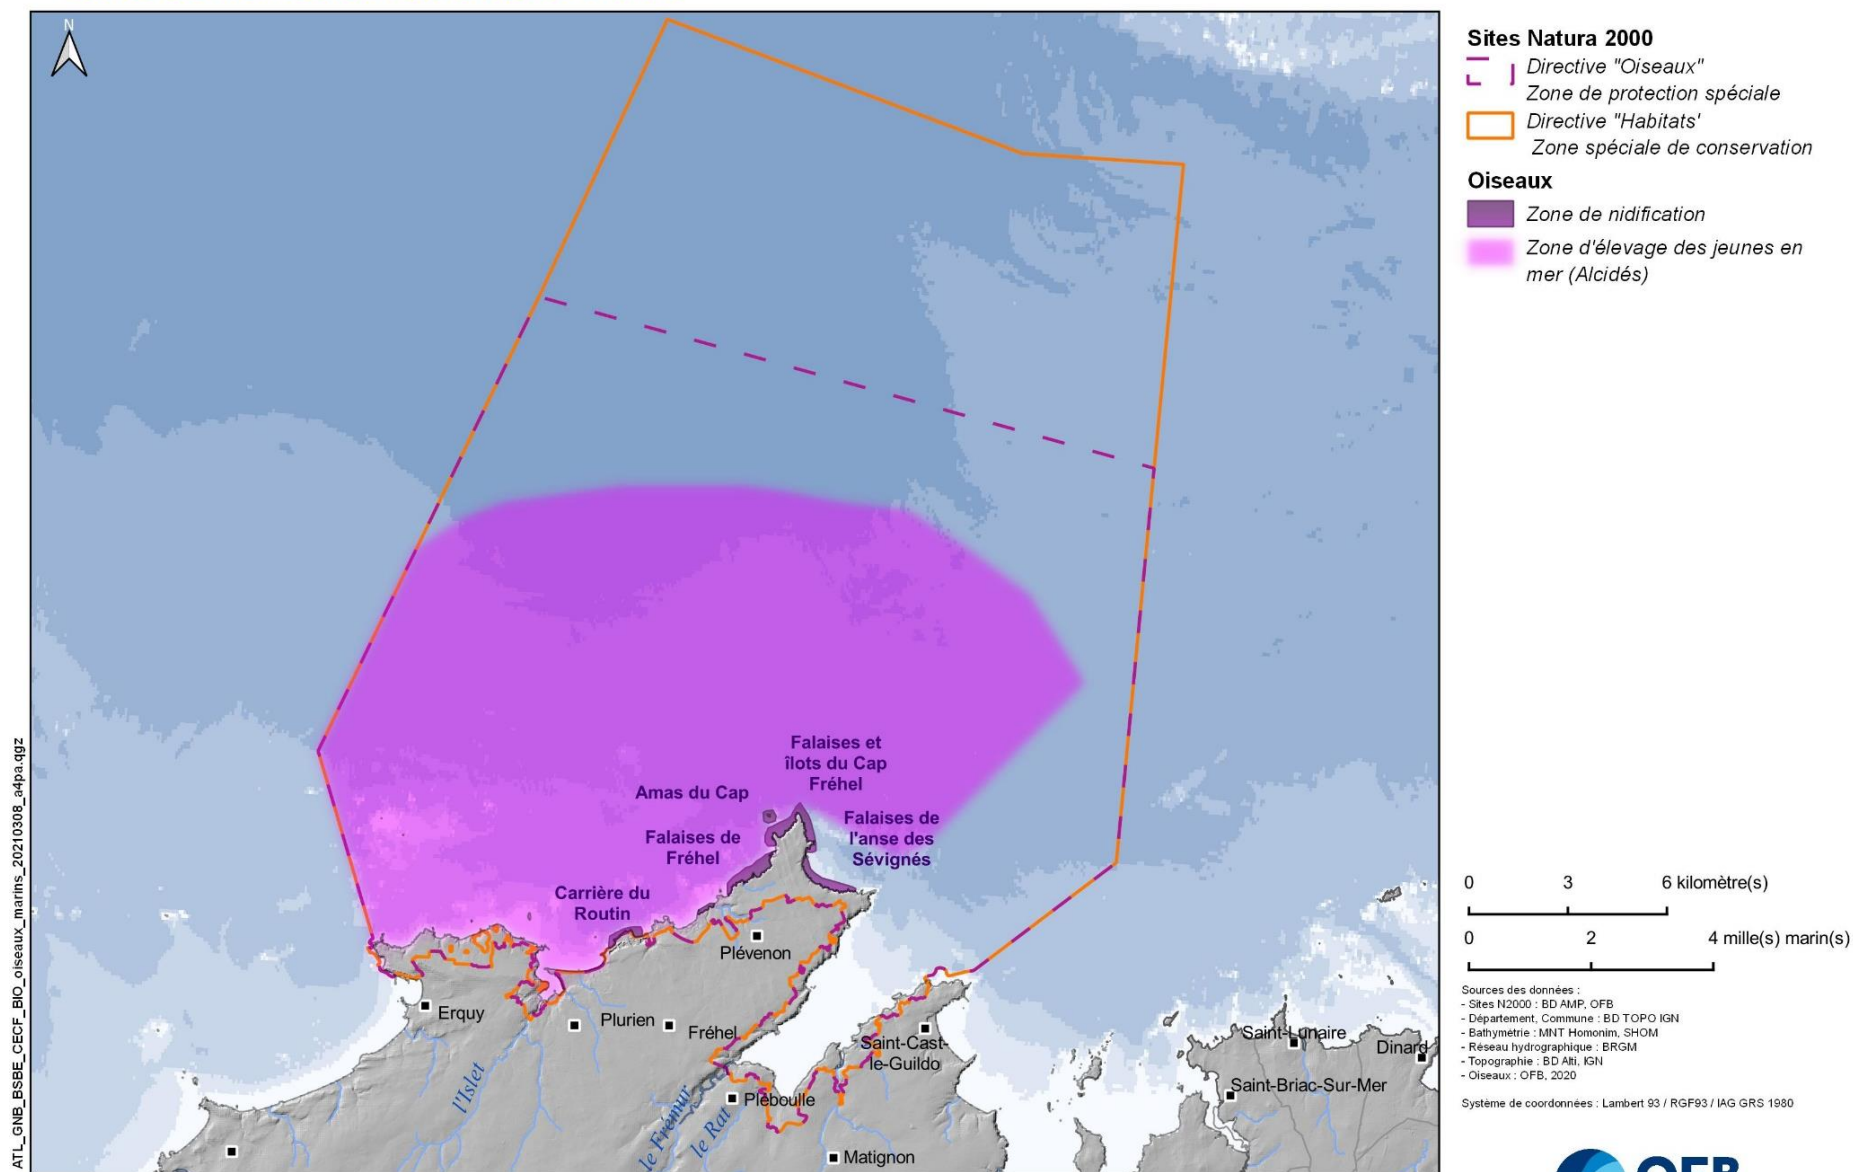 N
Sites Natura 2000
Directive "Oiseaux"
Zone de protection spéciale
Directive "Habitats'
Zone spéciale de conservation
Oiseaux
Zone de nidification
Zone d'élevage des jeunes en
mer (Alcidés)
Falaises et
îlots du Cap
Fréhel
Amas du Cap
Falaises de
Fréhel
Falaises de
l'anse des
Sévignés
Carrière du
Routin
Plévenon
Erquy
Plurien
Fréhel
Saint-Cast-
le-Guildo
Saint-Lunaire
Dinard
Saint-Briac-Sur-Mer
Pléboulle
Matignon
l'Islet
le Frémur
le Rat
0 3 6 kilomètre(s)
0 2 4 mille(s) marin(s)
Sources des données :
- Sites N2000 : BD AMP, OFB
- Département, Commune : BD TOPO IGN
- Bathymétrie : MNT Homonim, SHOM
- Réseau hydrographique : BRGM
- Topographie : BD Alti, IGN
- Oiseaux : OFB, 2020
Système de coordonnées : Lambert 93 / RGF93 / IAG GRS 1980
OFB
ATL_GNB_BSBE_CECF_BIO_oiseaux_marins_20210308_a4pa.qgz